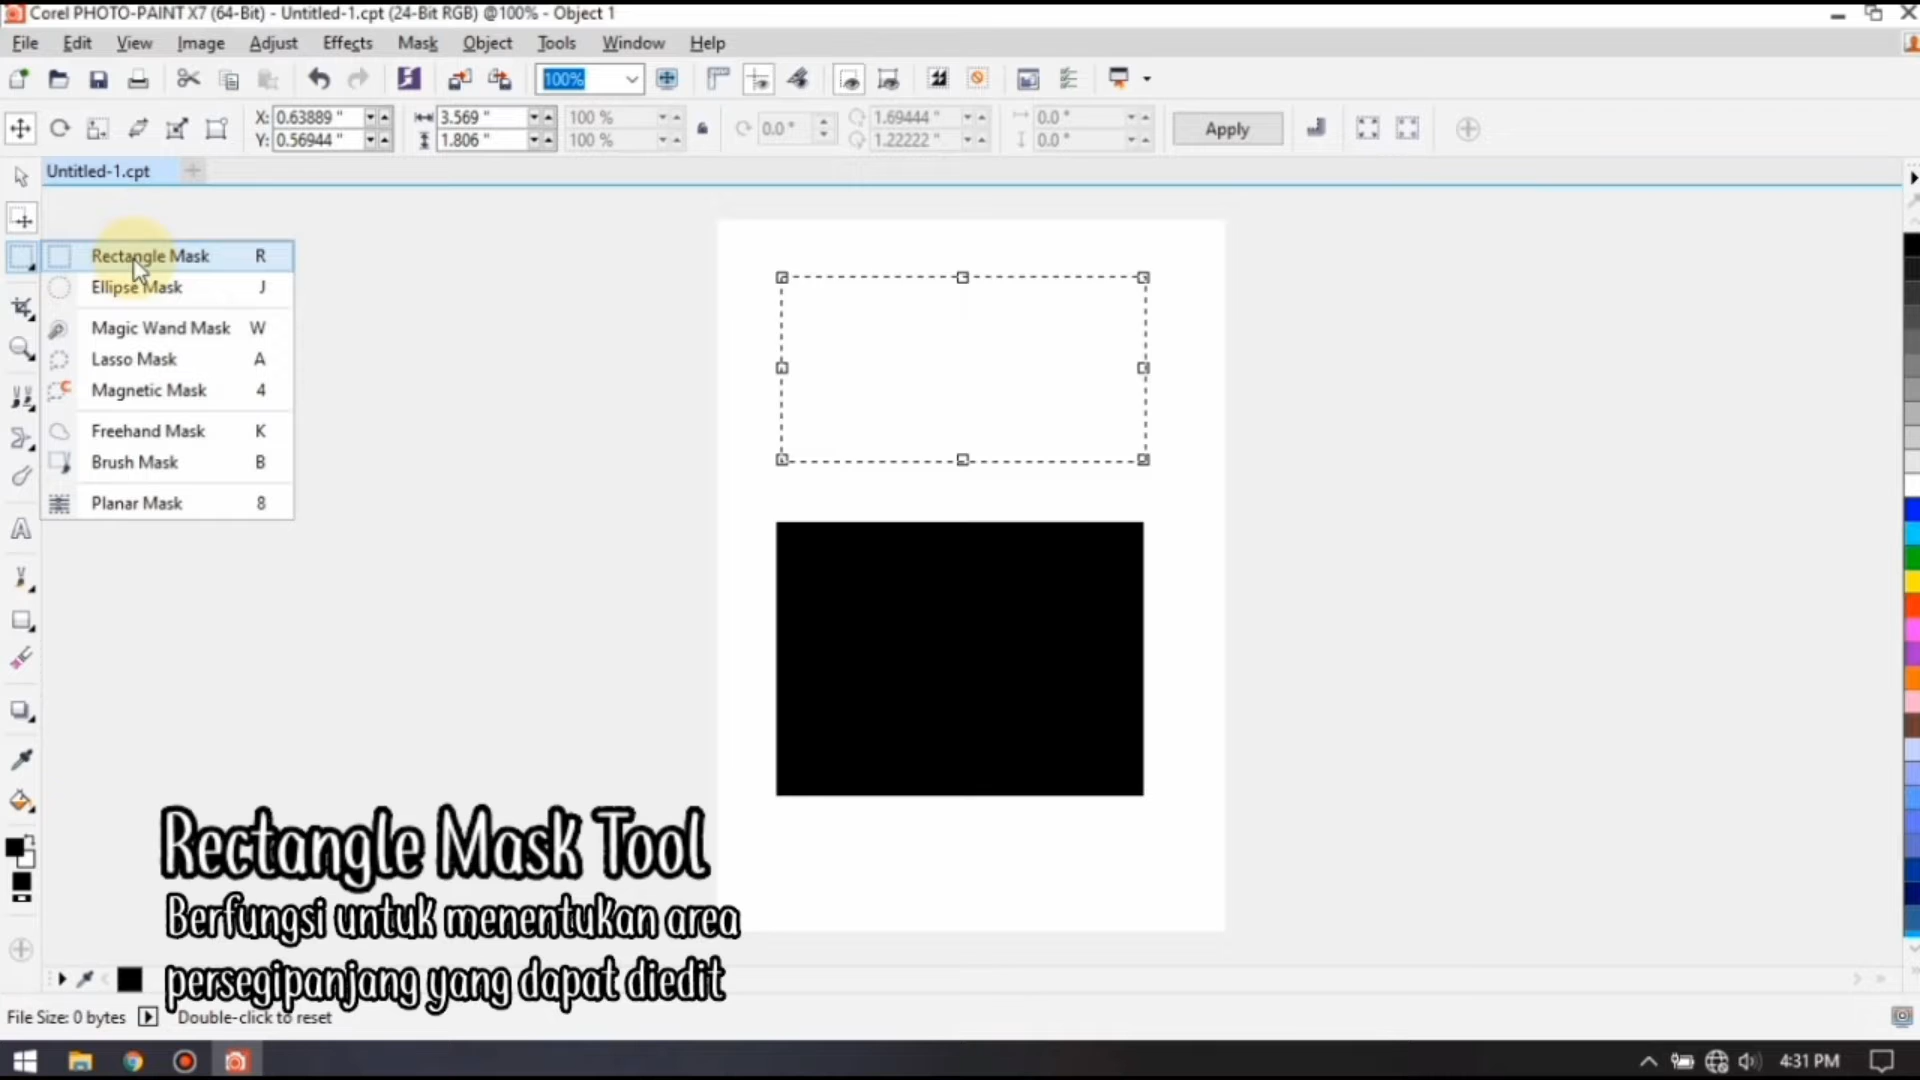 Corel PHOTO-PAINT X7 (64-Bit) - Untitled-1.cpt (24-Bit RGB) @100% - Object 1
File Edit View Image Adjust Effects Mask Object Tools Window Help
100%
X: 0.63889 " 3.569 " 100 % 0.0 ° 1.69444 " 0.0 " Apply
Y: 0.56944 " 1.806 " 100 % 1.22222 " 0.0 "
Untitled-1.cpt
Rectangle Mask R
Ellipse Mask J
Magic Wand Mask W
Lasso Mask A
Magnetic Mask 4
Freehand Mask K
Brush Mask B
Planar Mask 8
Rectangle Mask Tool
Berfungsi untuk menentukan area
persegipanjang yang dapat diedit
File Size: 0 bytes Double-click to reset
4:31 PM